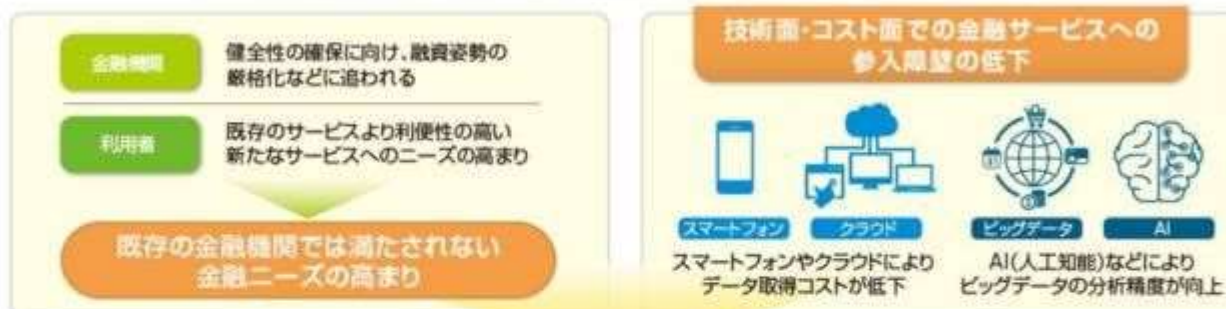 金融機関
健全性の確保に向け、融資姿勢の
厳格化などに追われる
利用者
既存のサービスより利便性の高い
新たなサービスへのニーズの高まり
既存の金融機関では満たされない
金融ニーズの高まり
技術面・コスト面での金融サービスへの
参入障壁の低下
スマートフォン
クラウド
ビッグデータ
AI
スマートフォンやクラウドにより
データ取得コストが低下
AI(人工知能)などにより
ビッグデータの分析精度が向上